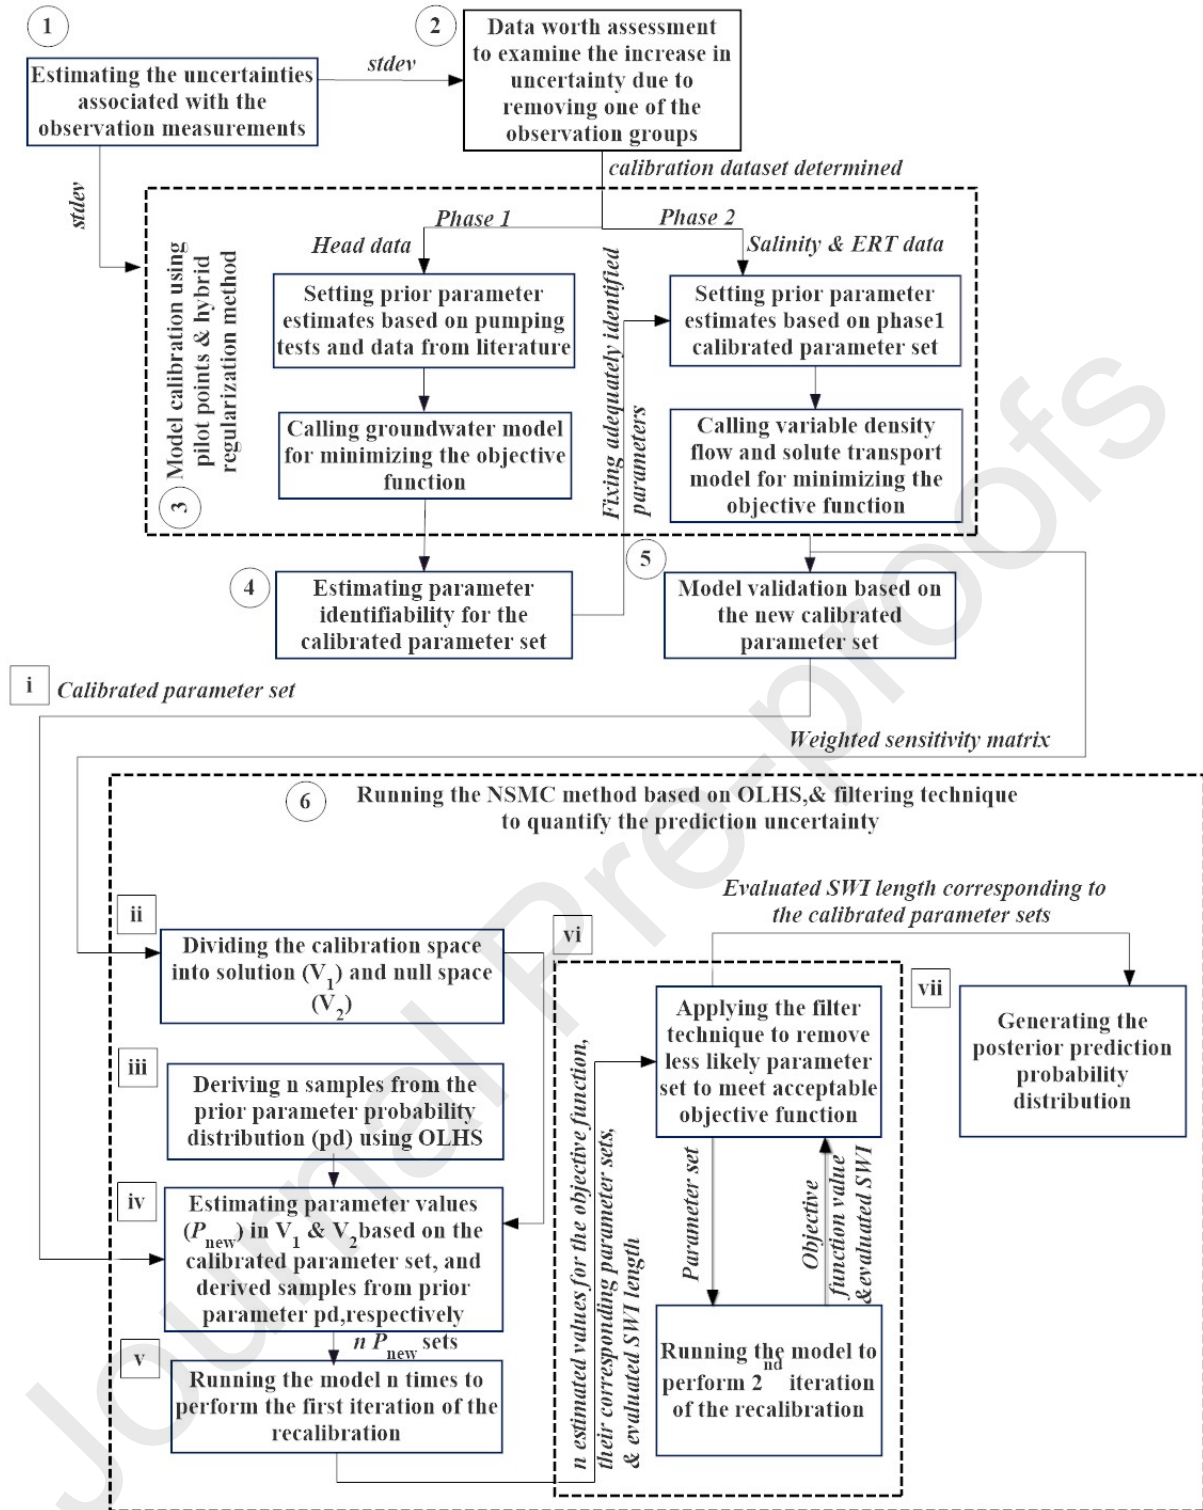 1
Estimating the uncertainties
associated with the
observation measurements
stdev
2
Data worth assessment
to examine the increase in
uncertainty due to
removing one of the
observation groups
calibration dataset determined
stdev
Phase 1
Phase 2
Head data
Salinity & ERT data
Model calibration using
pilot points & hybrid
regularization method
3
Setting prior parameter
estimates based on pumping
tests and data from literature
Calling groundwater model
for minimizing the objective
function
Fixing adequately identified
parameters
Setting prior parameter
estimates based on phase1
calibrated parameter set
Calling variable density
flow and solute transport
model for minimizing the
objective function
4
Estimating parameter
identifiability for the
calibrated parameter set
5
Model validation based on
the new calibrated
parameter set
i
Calibrated parameter set
Weighted sensitivity matrix
6
Running the NSMC method based on OLHS,& filtering technique
to quantify the prediction uncertainty
ii
Dividing the calibration space
into solution (V1) and null space
(V2)
iii
Deriving n samples from the
prior parameter probability
distribution (pd) using OLHS
iv
Estimating parameter values
(Pnew) in V1 & V2 based on the
calibrated parameter set, and
derived samples from prior
parameter pd,respectively
n Pnew sets
v
Running the model n times to
perform the first iteration of the
recalibration
n estimated values for the objective function,
their corresponding parameter sets,
& evaluated SWI length
vi
Evaluated SWI length corresponding to
the calibrated parameter sets
Applying the filter
technique to remove
less likely parameter
set to meet acceptable
objective function
Parameter set
Objective
function value
&evaluated SWI
Running the model to
perform 2nd iteration
of the recalibration
vii
Generating the
posterior prediction
probability
distribution
Journal Pre-proofs